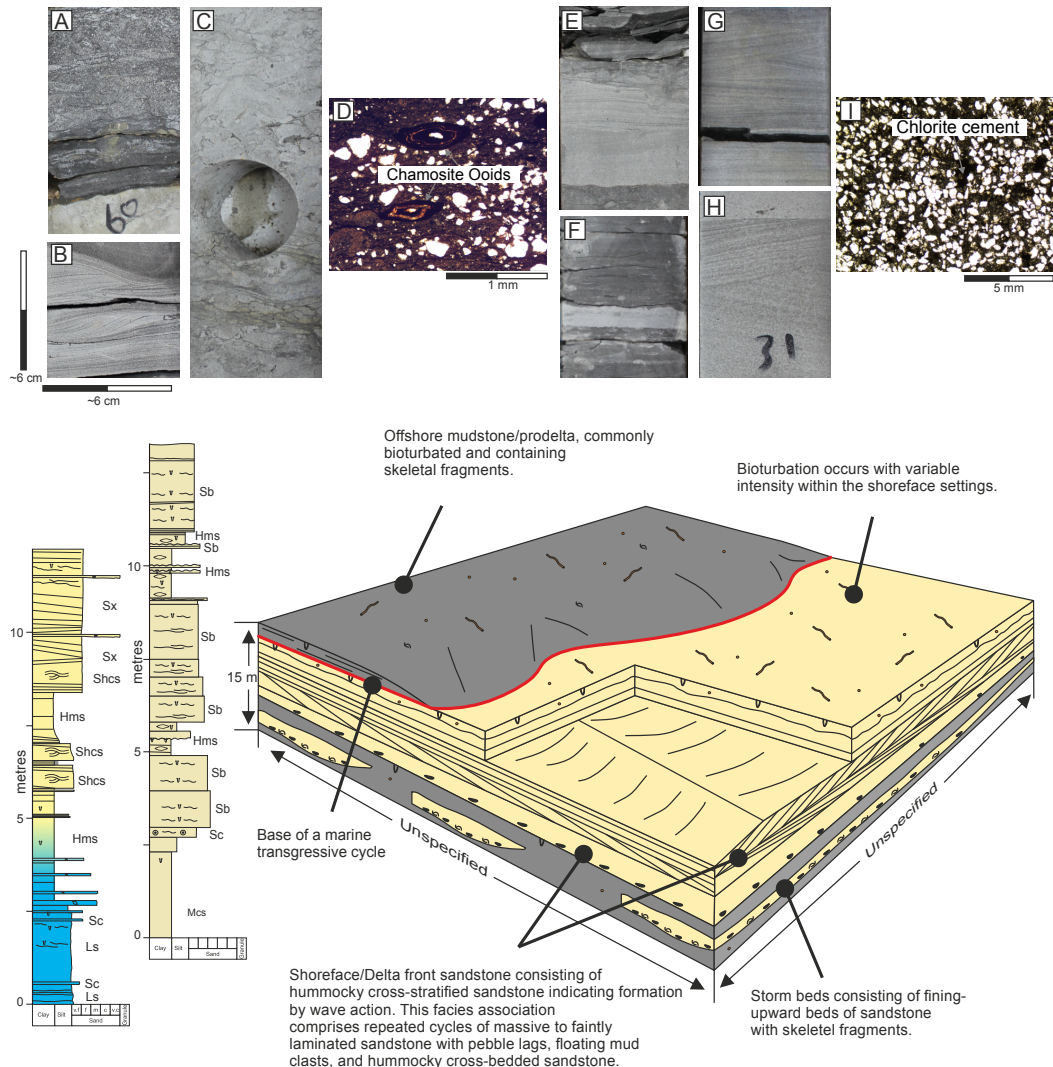 A
B
C
D
E
F
G
H
I
60
Chamosite Ooids
1 mm
31
Chlorite cement
5 mm
~6 cm
~6 cm
Offshore mudstone/prodelta, commonly
bioturbated and containing
skeletal fragments.
Bioturbation occurs with variable
intensity within the shoreface settings.
15 m
Base of a marine
transgressive cycle
Unspecified
Unspecified
Shoreface/Delta front sandstone consisting of
hummocky cross-stratified sandstone indicating formation
by wave action. This facies association
comprises repeated cycles of massive to faintly
laminated sandstone with pebble lags, floating mud
clasts, and hummocky cross-bedded sandstone.
Storm beds consisting of fining-
upward beds of sandstone
with skeletel fragments.
metres
10
5
0
Sx
Sx
Shcs
Hms
Shcs
Shcs
Hms
Sc
Ls
Sc
Ls
Clay
Silt
v.f
f
m
c
v.c
Sand
Granule
metres
10
5
0
Sb
Hms
Sb
Hms
Sb
Sb
Hms
Sb
Sb
Sc
Mcs
Clay
Silt
Sand
Granule